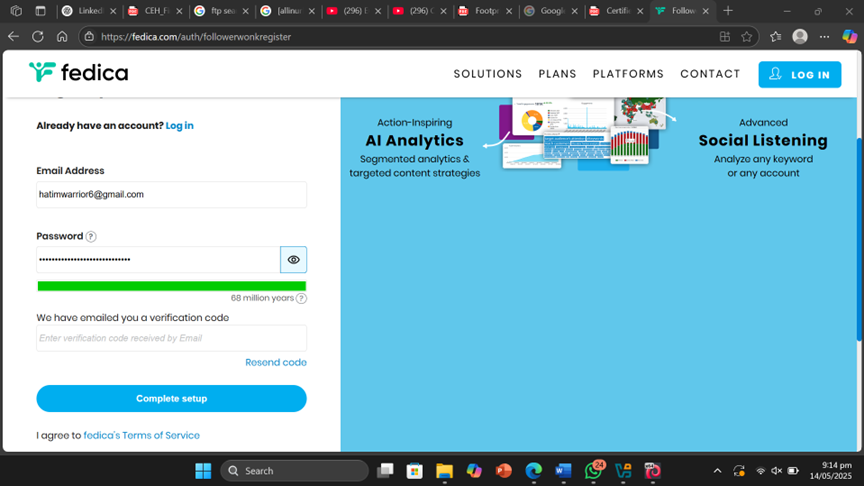 Linked
CEH_Fi
ftp sea
(allinur
(296) I
(296) C
Footpr
Google
Certifie
Follow
https://fedica.com/auth/followerwonkregister
fedica
SOLUTIONS PLANS PLATFORMS CONTACT LOG IN
Already have an account? Log in
Email Address
hatimwarrior6@gmail.com
Password ?
68 million years ?
We have emailed you a verification code
Enter verification code received by Email
Resend code
Complete setup
I agree to fedica's Terms of Service
Action-Inspiring
AI Analytics
Segmented analytics &
targeted content strategies
Advanced
Social Listening
Analyze any keyword
or any account
Search
24
9:14 pm
14/05/2025